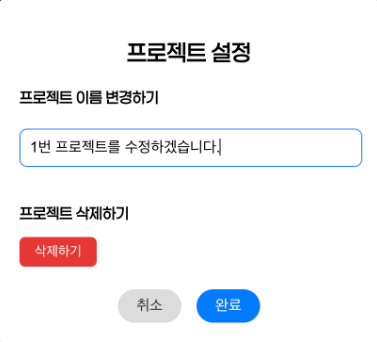 프로젝트 설정
프로젝트 이름 변경하기
1번 프로젝트를 수정하겠습니다.
프로젝트 삭제하기
삭제하기
취소
완료